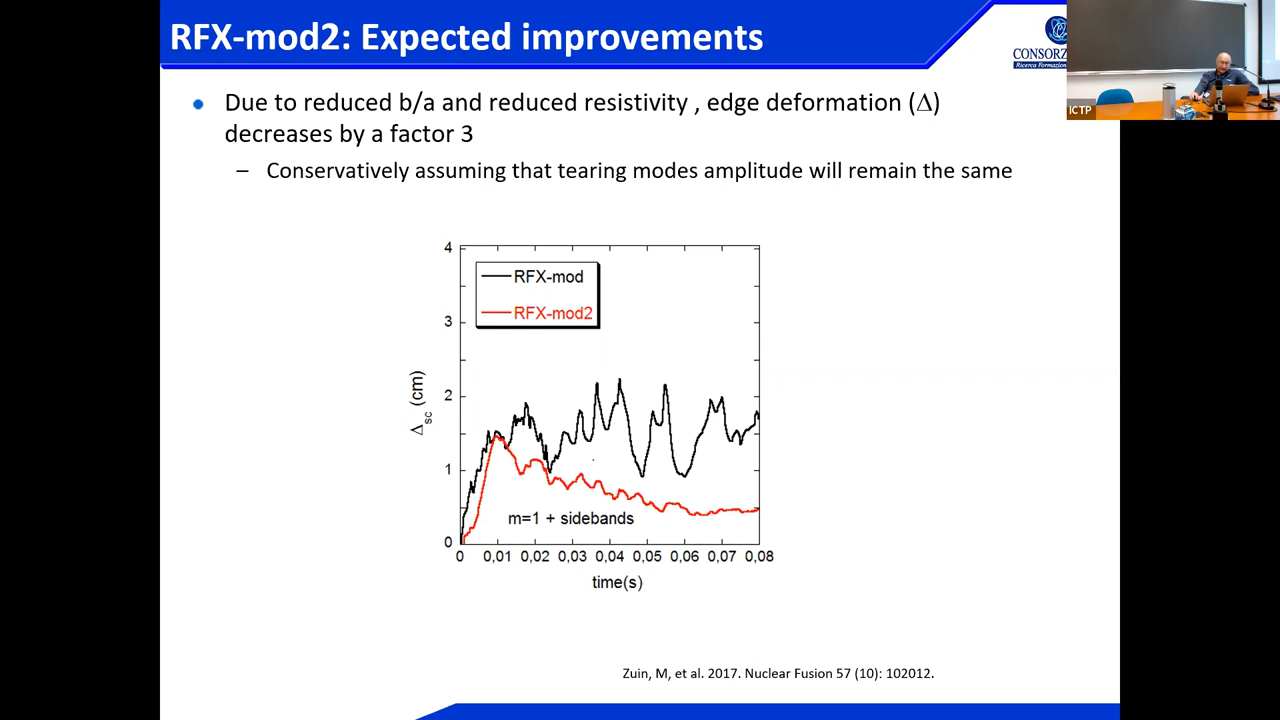 RFX-mod2: Expected improvements
CONSORZ
Ricerca Formazion
ICTP
Due to reduced b/a and reduced resistivity , edge deformation (Δ)
decreases by a factor 3
– Conservatively assuming that tearing modes amplitude will remain the same
4
3
2
1
0
Δsc (cm)
RFX-mod
RFX-mod2
m=1 + sidebands
0 0,01 0,02 0,03 0,04 0,05 0,06 0,07 0,08
time(s)
Zuin, M, et al. 2017. Nuclear Fusion 57 (10): 102012.